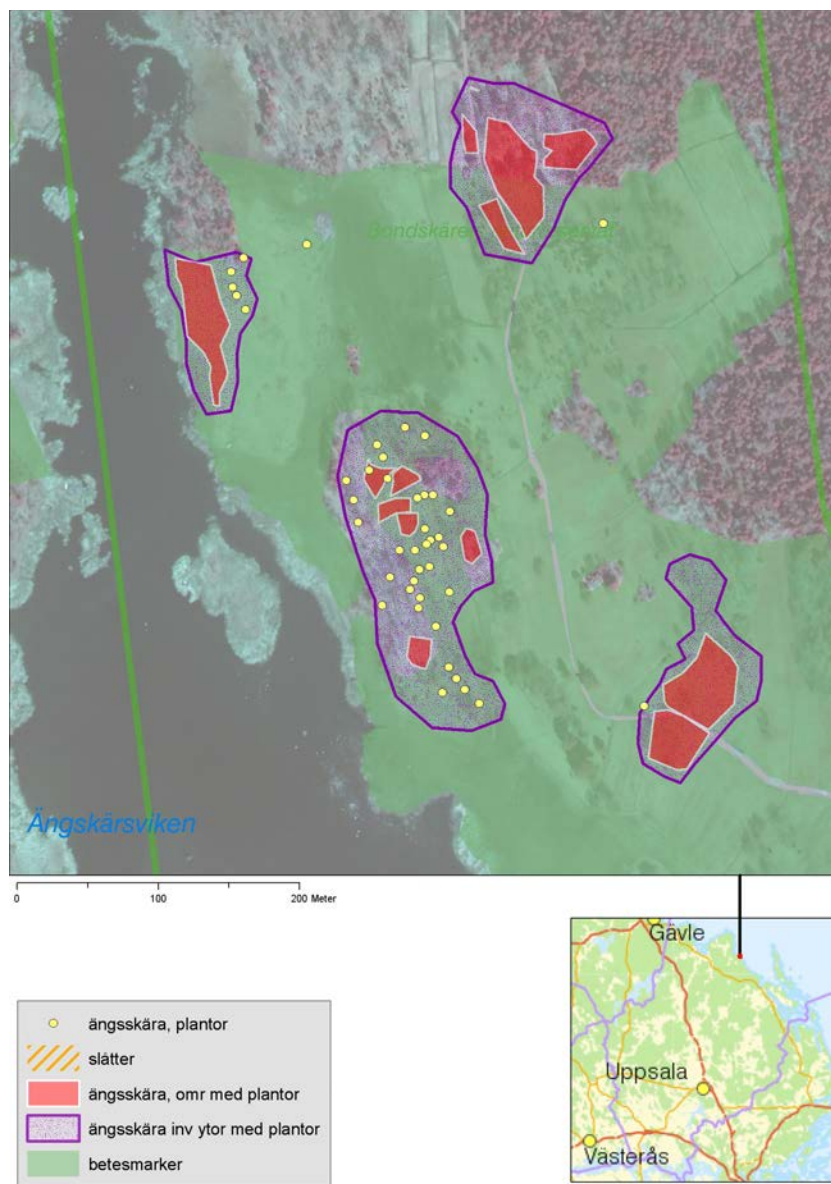 Ängskärsviken
0 100 200 Meter
Gävle
Uppsala
Västerås
ängsskära, plantor
slåtter
ängsskära, omr med plantor
ängsskära inv ytor med plantor
betesmarker